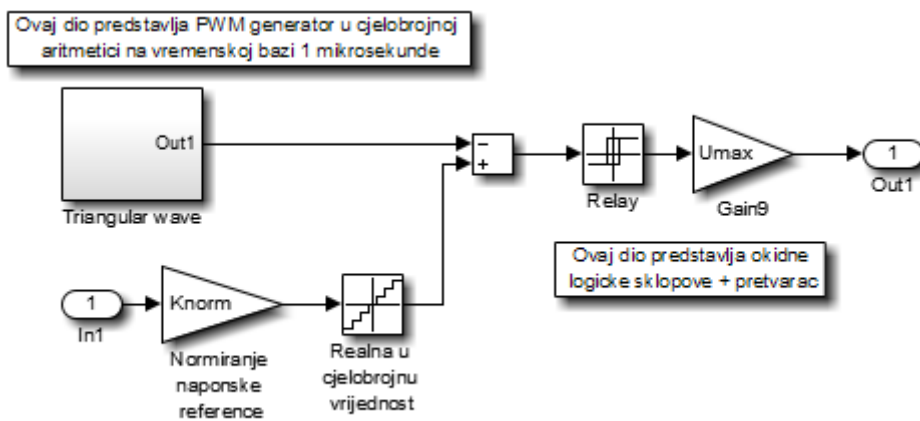 Ovaj dio predstavlja PWM generator u cjelobrojnoj
aritmetici na vremenskoj bazi 1 mikrosekunde
Out1
Triangular wave
−
+
Relay
Umax
Gain9
1
Out1
Ovaj dio predstavlja okidne
logicke sklopove + pretvarac
1
In1
Knorm
Normiranje
naponske
reference
Realna u
cjelobrojnu
vrijednost